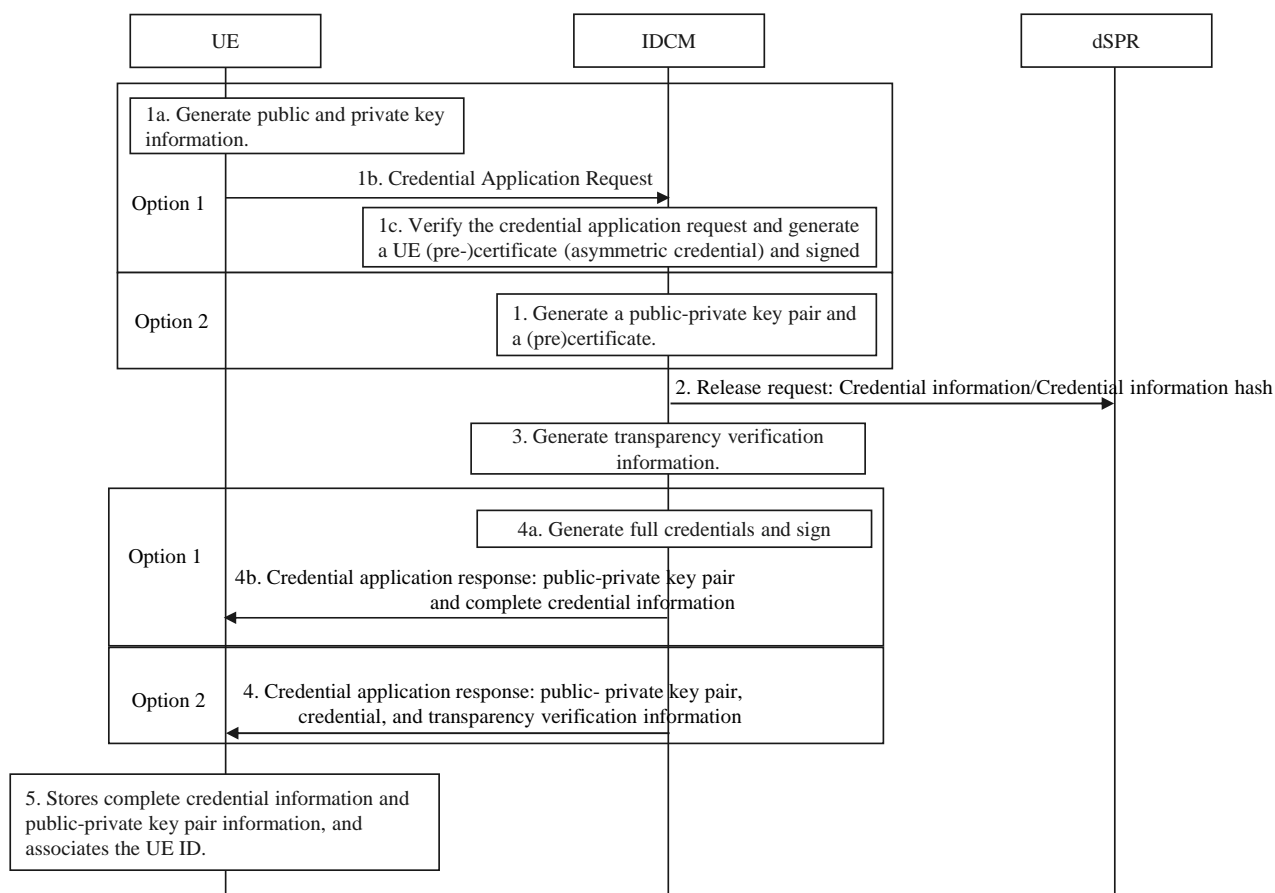 UE
IDCM
dSPR
1a. Generate public and private key
information.
1b. Credential Application Request
Option 1
1c. Verify the credential application request and generate
a UE (pre-)certificate (asymmetric credential) and signed
Option 2
1. Generate a public-private key pair and
a (pre)certificate.
2. Release request: Credential information/Credential information hash
3. Generate transparency verification
information.
4a. Generate full credentials and sign
Option 1
4b. Credential application response: public-private key pair
and complete credential information
Option 2
4. Credential application response: public- private key pair,
credential, and transparency verification information
5. Stores complete credential information and
public-private key pair information, and
associates the UE ID.